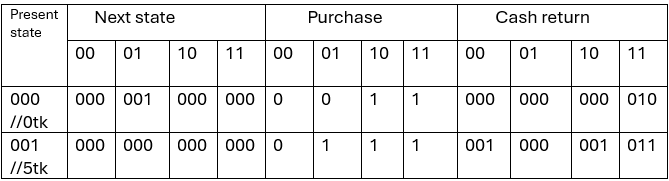 Present state Next state Purchase Cash return
00 01 10 11 00 01 10 11 00 01 10 11
000 000 001 000 000 0 0 1 1 000 000 000 010
//0tk
001 000 000 000 000 0 1 1 1 001 000 001 011
//5tk